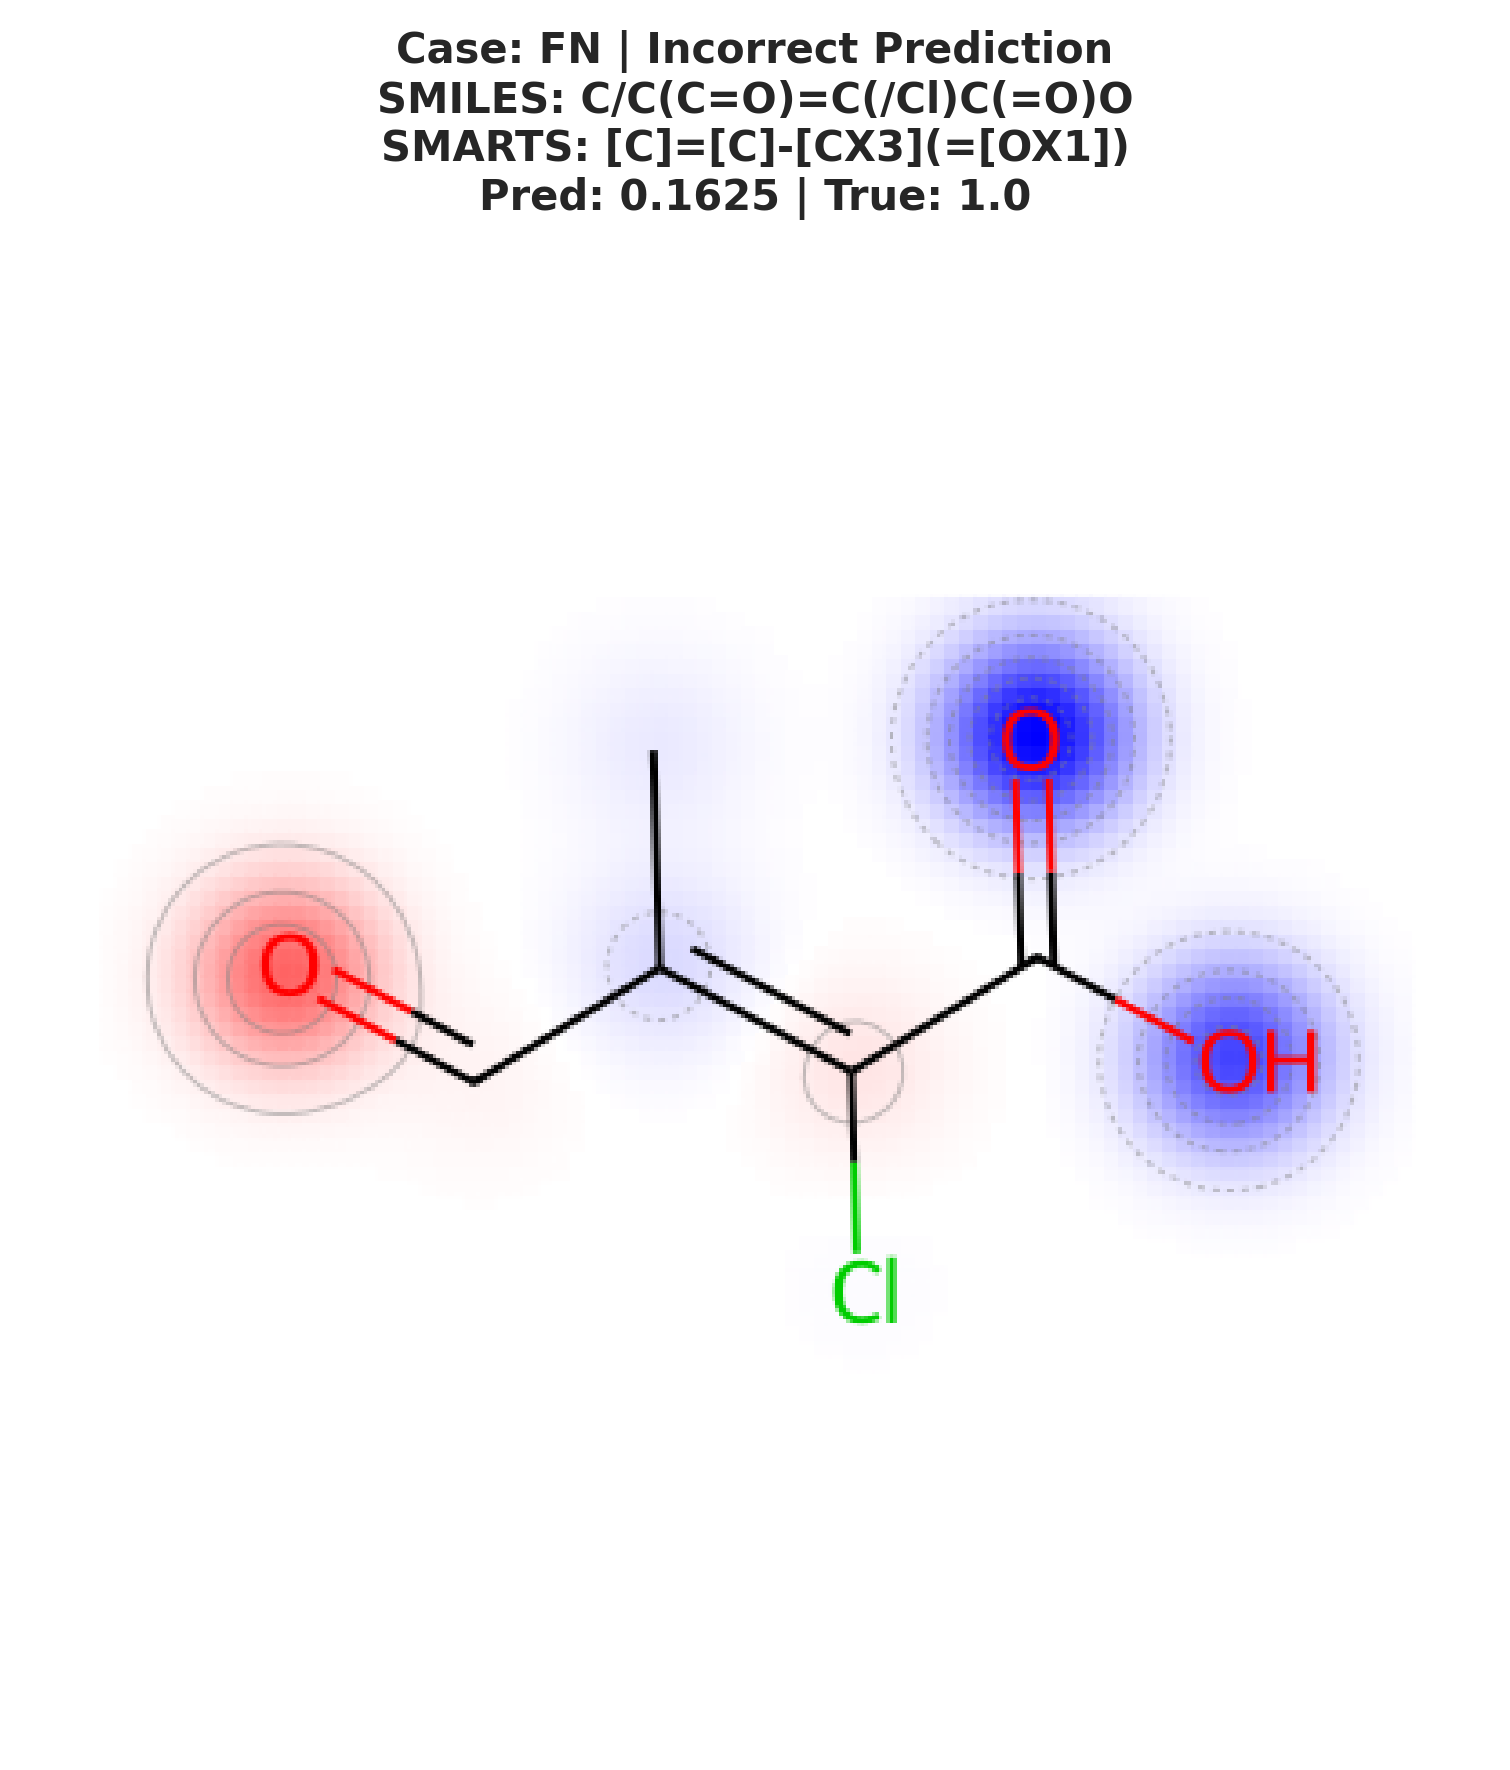 Case: FN | Incorrect Prediction
SMILES: C/C(C=O)=C(/Cl)C(=O)O
SMARTS: [C]=[C]-[CX3](=[OX1])
Pred: 0.1625 | True: 1.0
O
O
OH
Cl